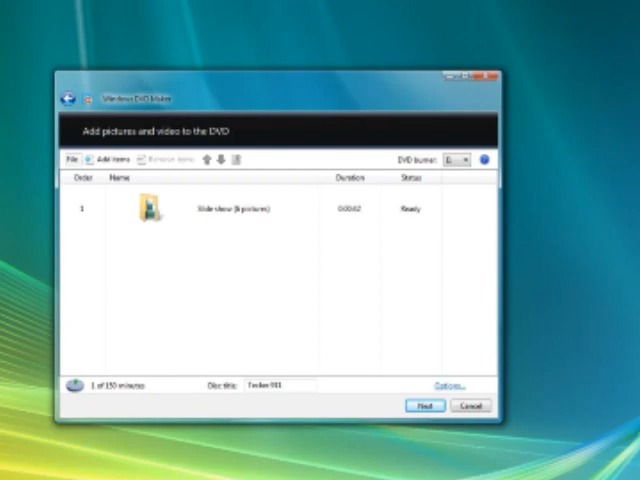 Windows DVD Maker
Add pictures and video to the DVD
File Add items Remove items DVD burner:
Order Name Duration Status
1 Slide show (6 pictures) Ready
1 of 150 minutes Disc title: Options...
Next Cancel